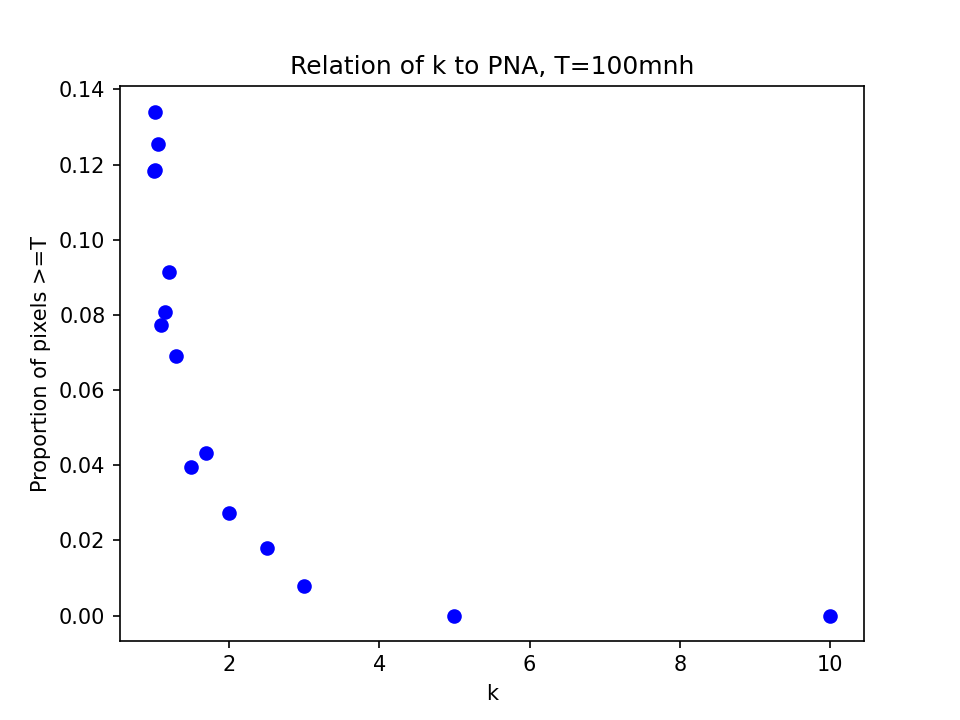 Relation of k to PNA, T=100mnh
Proportion of pixels >=T
0.14
0.12
0.10
0.08
0.06
0.04
0.02
0.00
2 4 6 8 10
k